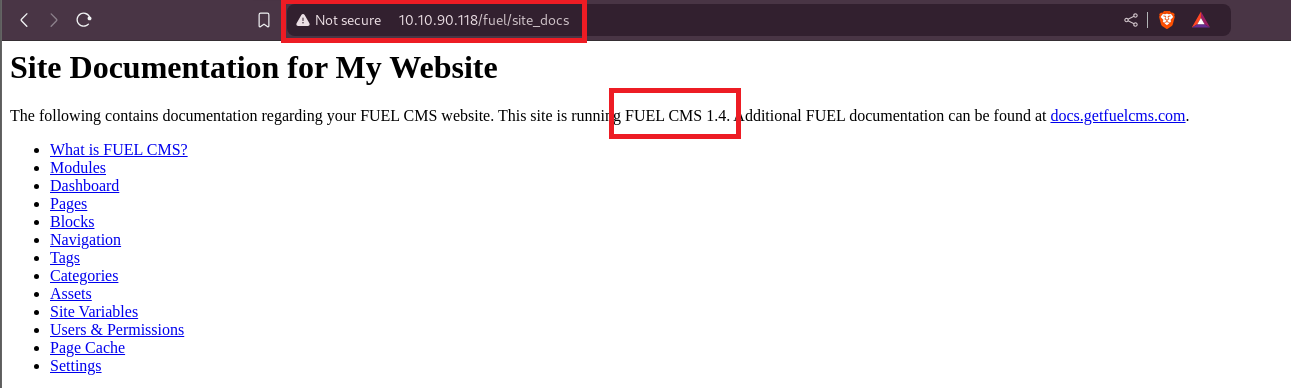 Not secure 10.10.90.118/fuel/site_docs
Site Documentation for My Website
The following contains documentation regarding your FUEL CMS website. This site is running FUEL CMS 1.4. Additional FUEL documentation can be found at docs.getfuelcms.com.
What is FUEL CMS?
Modules
Dashboard
Pages
Blocks
Navigation
Tags
Categories
Assets
Site Variables
Users & Permissions
Page Cache
Settings